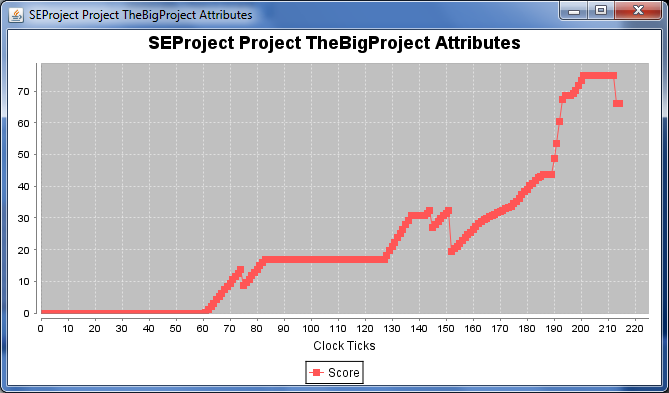 SEProject Project TheBigProject Attributes
SEProject Project TheBigProject Attributes
70
60
50
40
30
20
10
0
0 10 20 30 40 50 60 70 80 90 100 110 120 130 140 150 160 170 180 190 200 210 220
Clock Ticks
Score